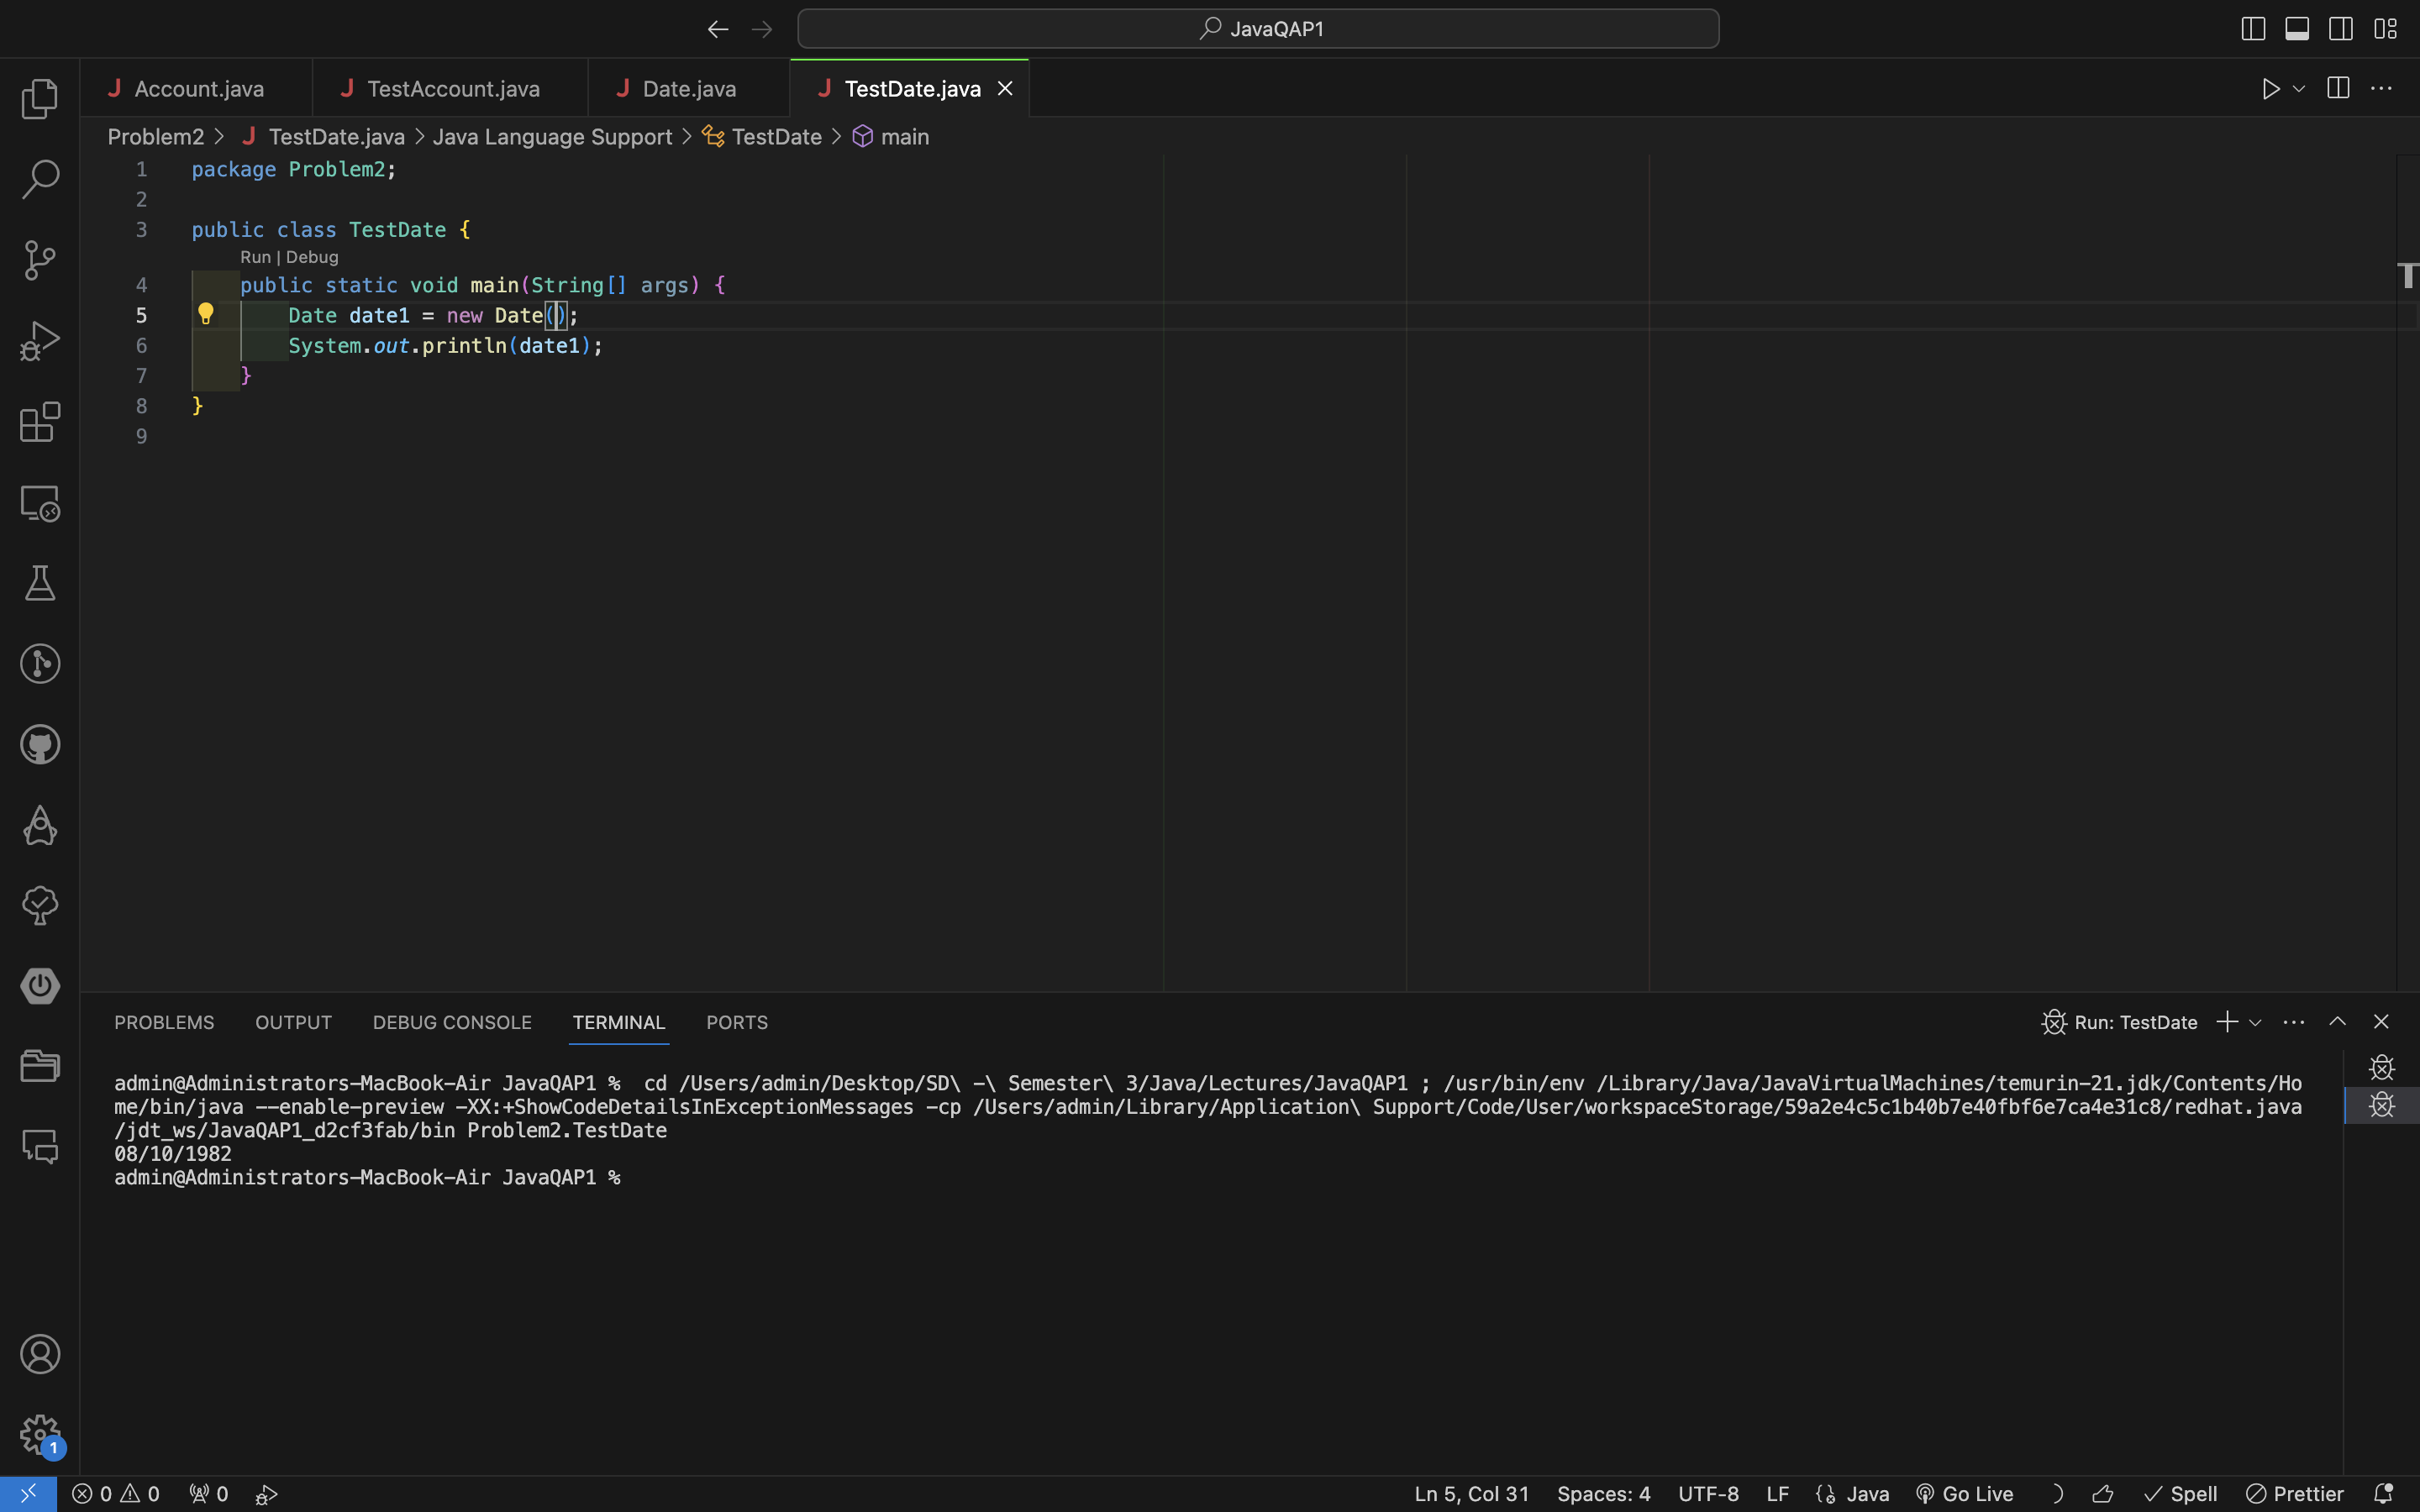 JavaQAP1
Account.java
TestAccount.java
Date.java
TestDate.java
Problem2 > TestDate.java > Java Language Support > TestDate > main
1 package Problem2;
2
3 public class TestDate {
Run | Debug
4 public static void main(String[] args) {
5 Date date1 = new Date();
6 System.out.println(date1);
7 }
8 }
9
PROBLEMS OUTPUT DEBUG CONSOLE TERMINAL PORTS
Run: TestDate
admin@Administrators-MacBook-Air JavaQAP1 %  cd /Users/admin/Desktop/SD\ -\ Semester\ 3/Java/Lectures/JavaQAP1 ; /usr/bin/env /Library/Java/JavaVirtualMachines/temurin-21.jdk/Contents/Ho
me/bin/java --enable-preview -XX:+ShowCodeDetailsInExceptionMessages -cp /Users/admin/Library/Application\ Support/Code/User/workspaceStorage/59a2e4c5c1b40b7e40fbf6e7ca4e31c8/redhat.java
/jdt_ws/JavaQAP1_d2cf3fab/bin Problem2.TestDate
08/10/1982
admin@Administrators-MacBook-Air JavaQAP1 %
1
0 0 0 Ln 5, Col 31 Spaces: 4 UTF-8 LF Java Go Live Spell Prettier